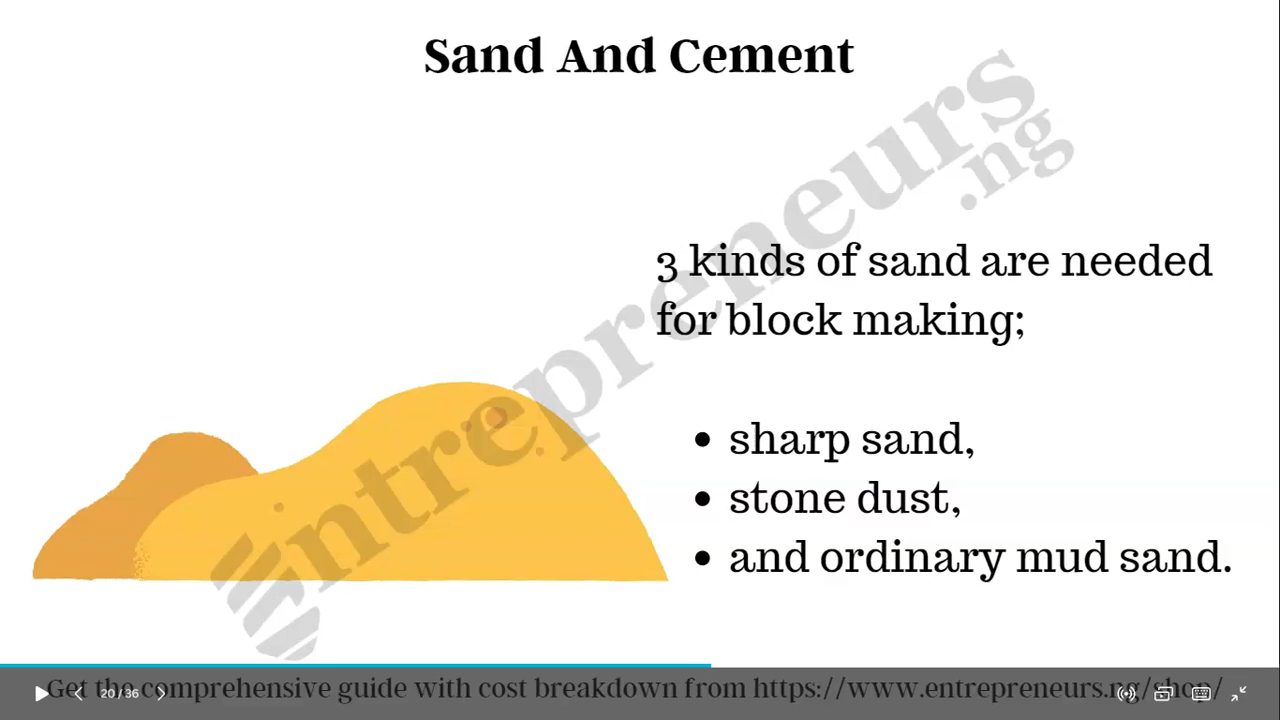 Sand And Cement
Entrepreneurs
.ng
3 kinds of sand are needed
for block making;
• sharp sand,
• stone dust,
• and ordinary mud sand.
Get the comprehensive guide with cost breakdown from https://www.entrepreneurs.ng/shop/
20 / 36